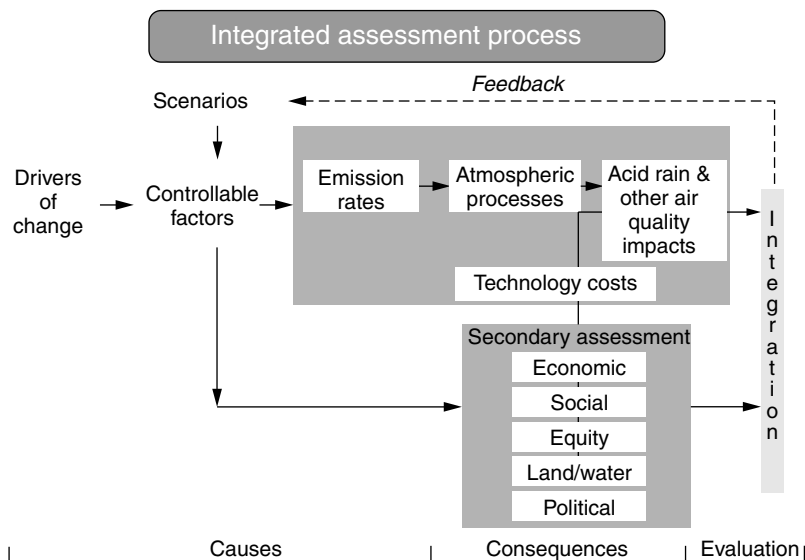 Integrated assessment process
Feedback
Scenarios
Drivers
of
change
Controllable
factors
Emission
rates
Atmospheric
processes
Acid rain &
other air
quality
impacts
Technology costs
Integration
Secondary assessment
Economic
Social
Equity
Land/water
Political
Causes
Consequences
Evaluation